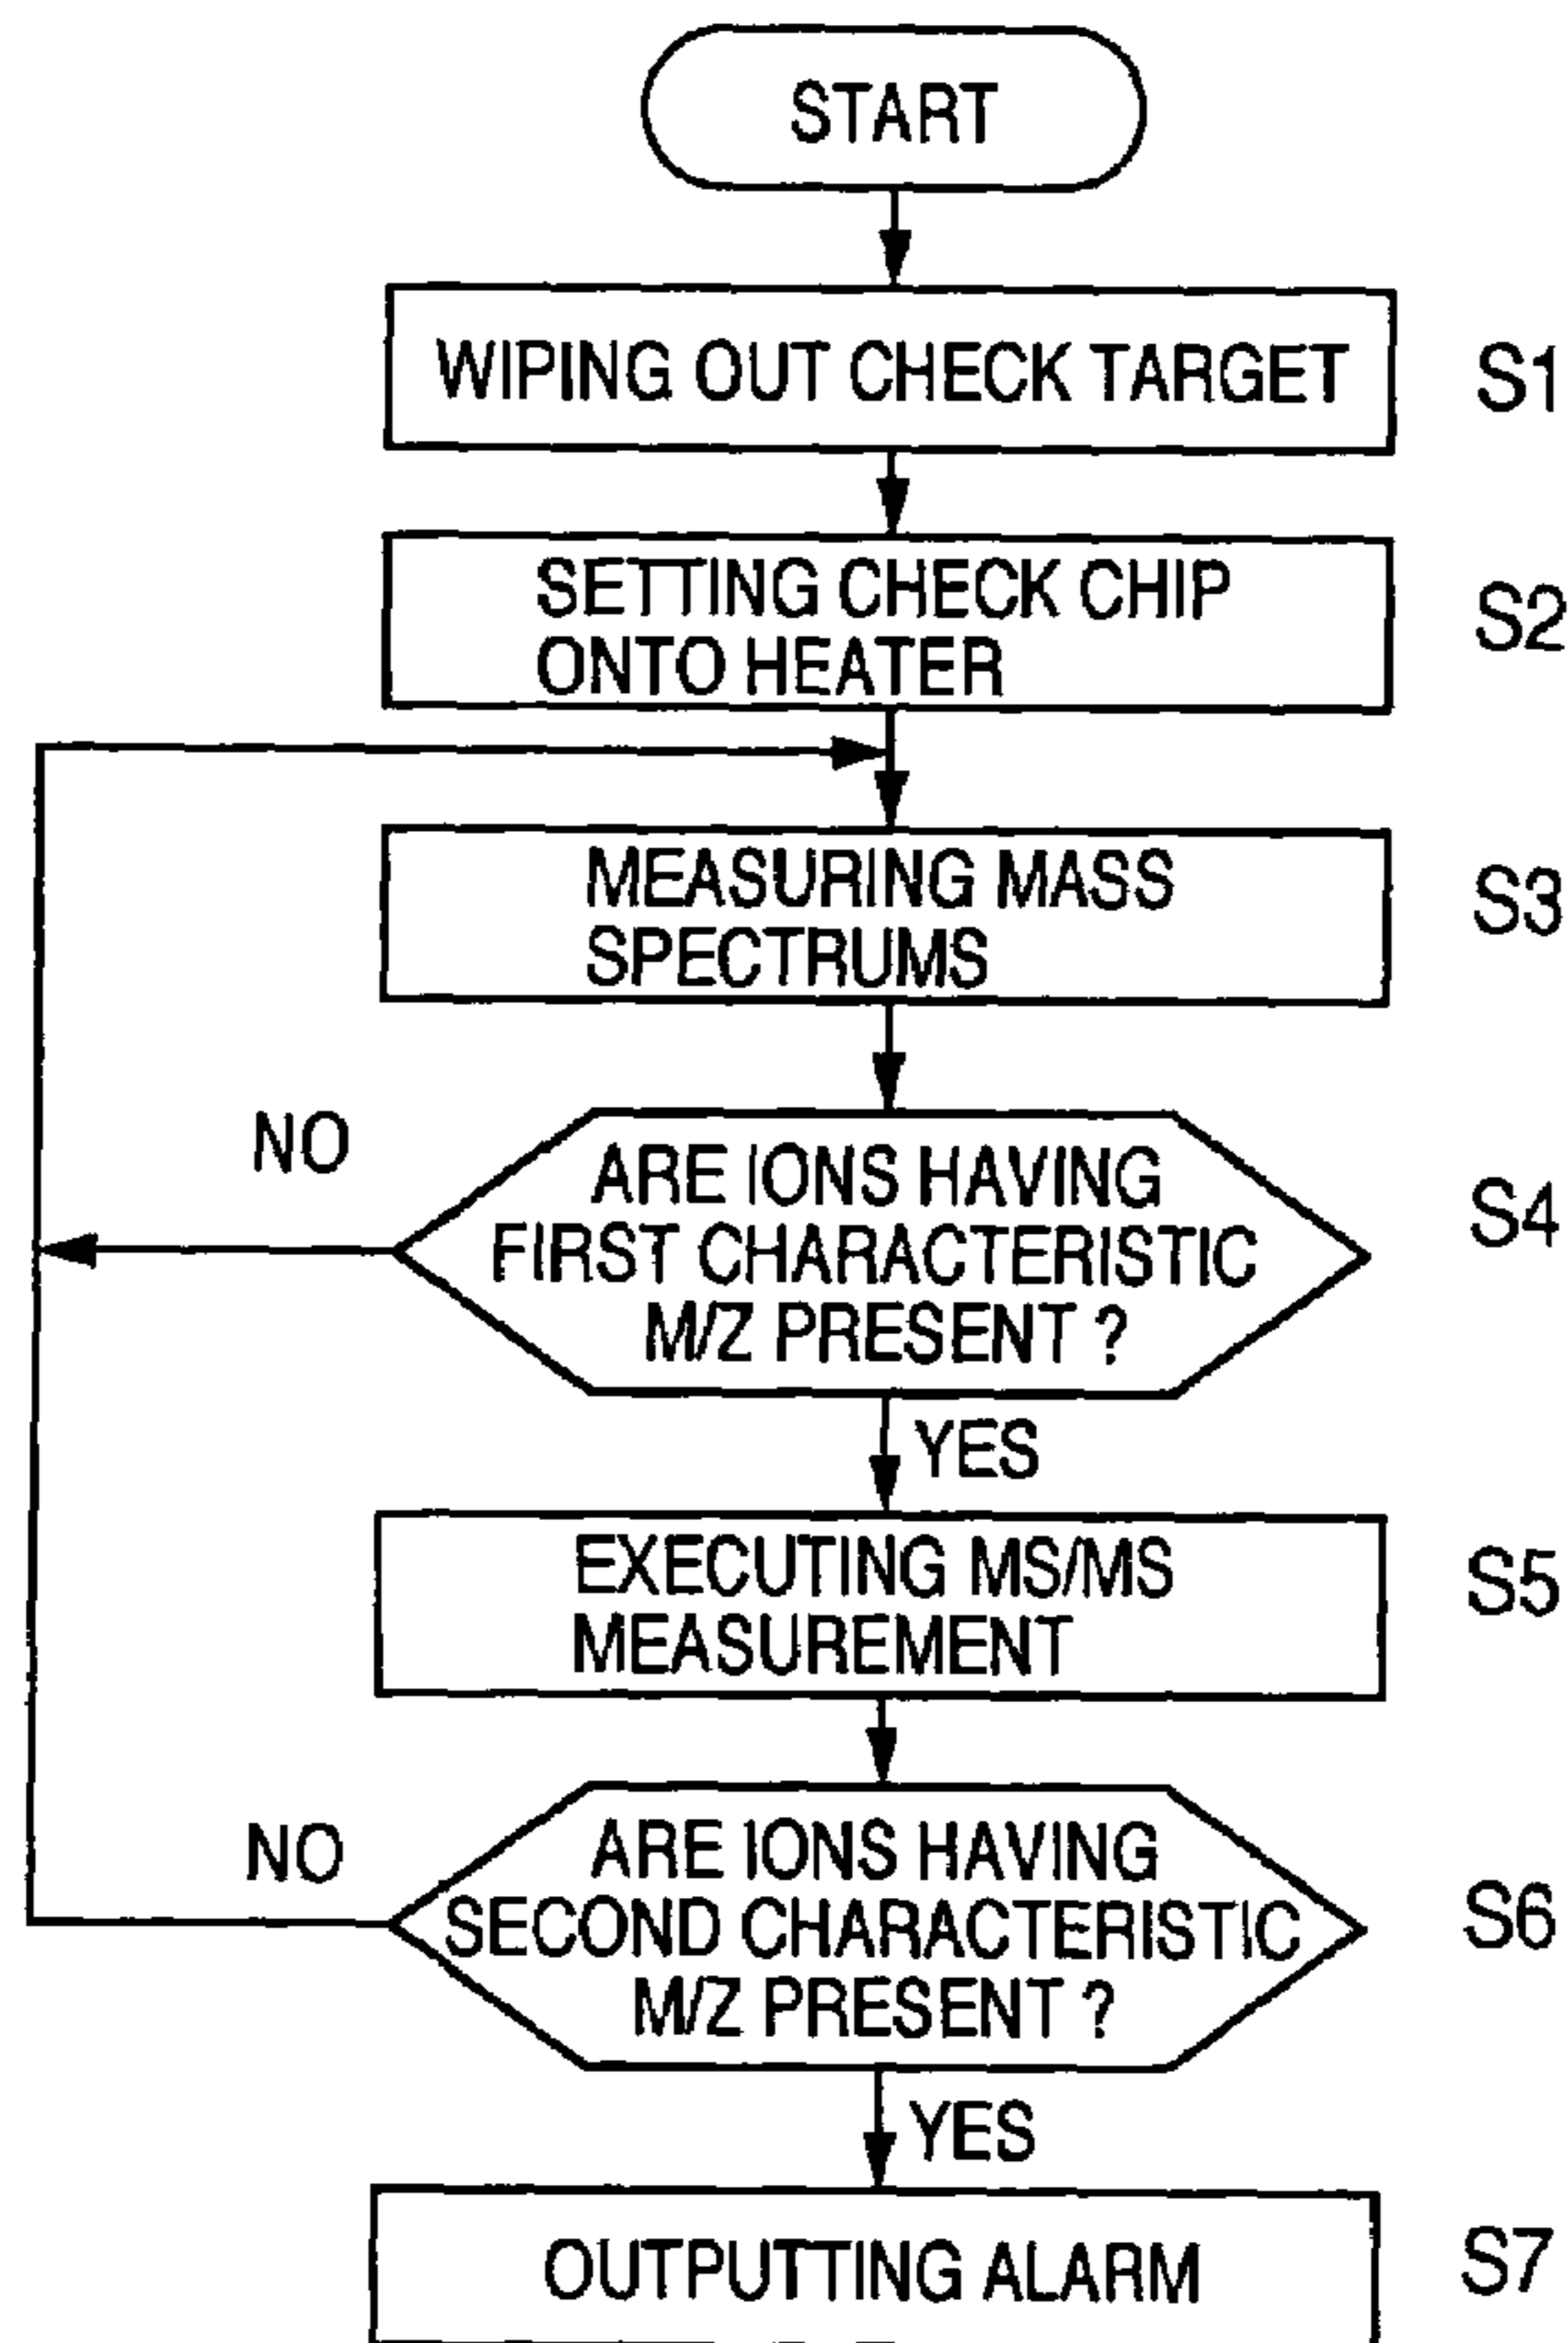 START
WIPING OUT CHECK TARGET
S1
SETTING CHECK CHIP
ONTO HEATER
S2
MEASURING MASS
SPECTRUMS
S3
NO
ARE IONS HAVING
FIRST CHARACTERISTIC
M/Z PRESENT ?
S4
YES
EXECUTING MS/MS
MEASUREMENT
S5
NO
ARE IONS HAVING
SECOND CHARACTERISTIC
M/Z PRESENT ?
S6
YES
OUTPUTTING ALARM
S7